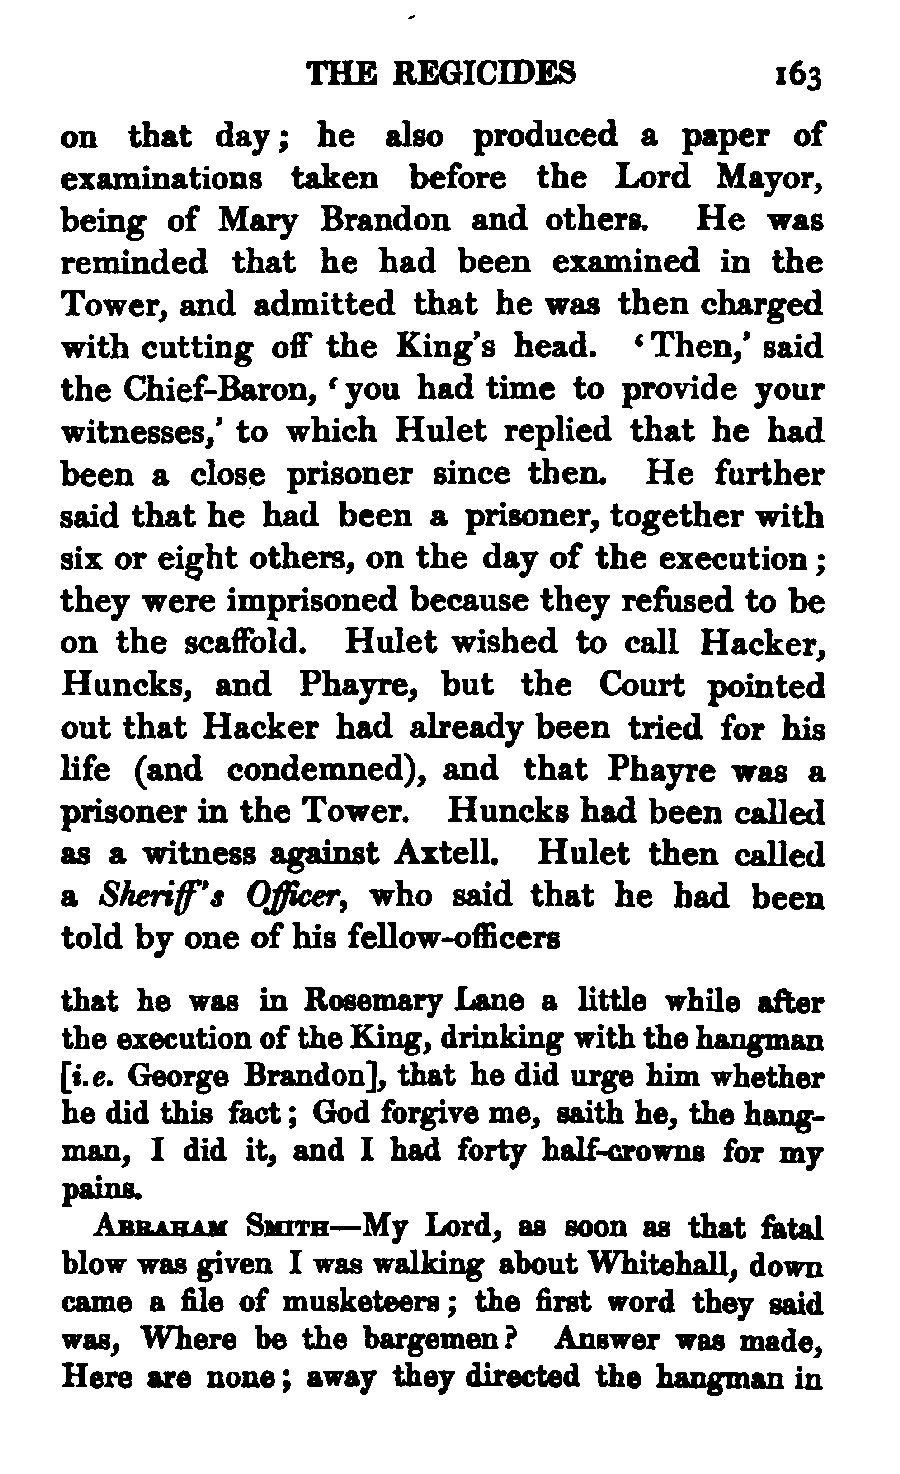 THE REGICIDES 163
on that day; he also produced a paper of
examinations taken before the Lord Mayor,
being of Mary Brandon and others. He was
reminded that he had been examined in the
Tower, and admitted that he was then charged
with cutting off the King's head. ‘Then,’ said
the Chief-Baron, ‘you had time to provide your
witnesses,’ to which Hulet replied that he had
been a close prisoner since then. He further
said that he had been a prisoner, together with
six or eight others, on the day of the execution;
they were imprisoned because they refused to be
on the scaffold. Hulet wished to call Hacker,
Huncks, and Phayre, but the Court pointed
out that Hacker had already been tried for his
life (and condemned), and that Phayre was a
prisoner in the Tower. Huncks had been called
as a witness against Axtell. Hulet then called
a Sheriff's Officer, who said that he had been
told by one of his fellow-officers
that he was in Rosemary Lane a little while after
the execution of the King, drinking with the hangman
[i.e. George Brandon], that he did urge him whether
he did this fact; God forgive me, saith he, the hang-
man, I did it, and I had forty half-crowns for my
pains.
ABRAHAM SMITH—My Lord, as soon as that fatal
blow was given I was walking about Whitehall, down
came a file of musketeers; the first word they said
was, Where be the bargemen? Answer was made,
Here are none; away they directed the hangman in